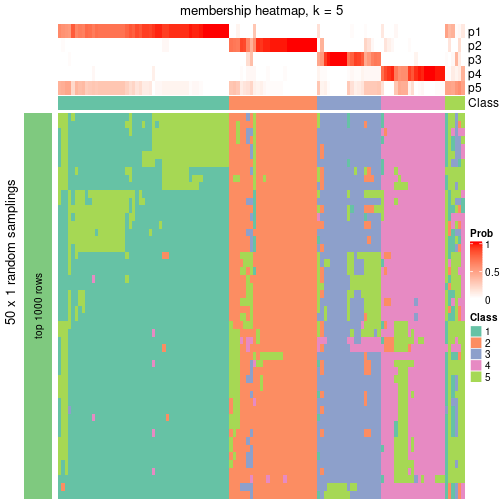 membership heatmap, k = 5
p1
p2
p3
p4
p5
Class
50 x 1 random samplings
top 1000 rows
Prob
1
0.5
0
Class
1
2
3
4
5